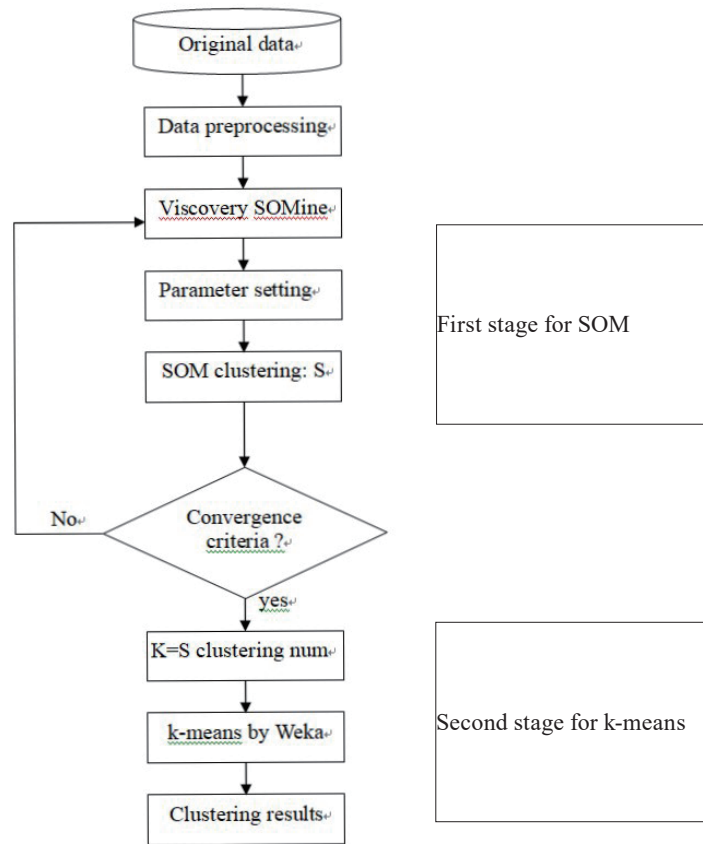 Original data
Data preprocessing
Viscovery SOMine
Parameter setting
First stage for SOM
SOM clustering: S
No
Convergence
criteria ?
yes
K=S clustering num
k-means by Weka
Second stage for k-means
Clustering results